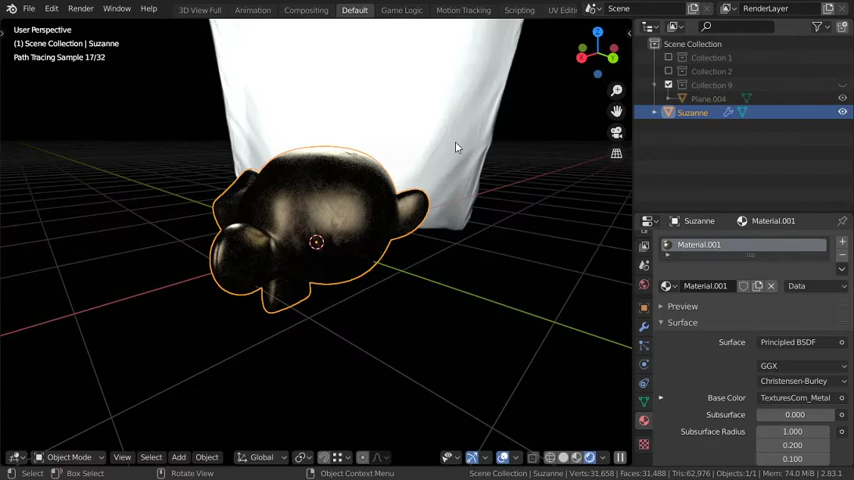 File Edit Render Window Help 3D View Full Animation Compositing Default Game Logic Motion Tracking Scripting UV Editi Scene RenderLayer
User Perspective
(1) Scene Collection | Suzanne
Path Tracing Sample 17/32
Z
X
Y
Scene Collection
Collection 1
Collection 2
Collection 9
Plane.004
Suzanne
Suzanne Material.001
Material.001
Material.001 Data
Preview
Surface
Surface Principled BSDF
GGX
Christensen-Burley
Base Color TexturesCom_Metal
Subsurface 0.000
Subsurface Radius 1.000
0.200
0.100
Object Mode View Select Add Object Global
Select Box Select Rotate View Object Context Menu Scene Collection | Suzanne | Verts:31,658 | Faces:31,488 | Tris:62,976 | Objects:1/1 | Mem: 74.0 MiB | 2.83.1